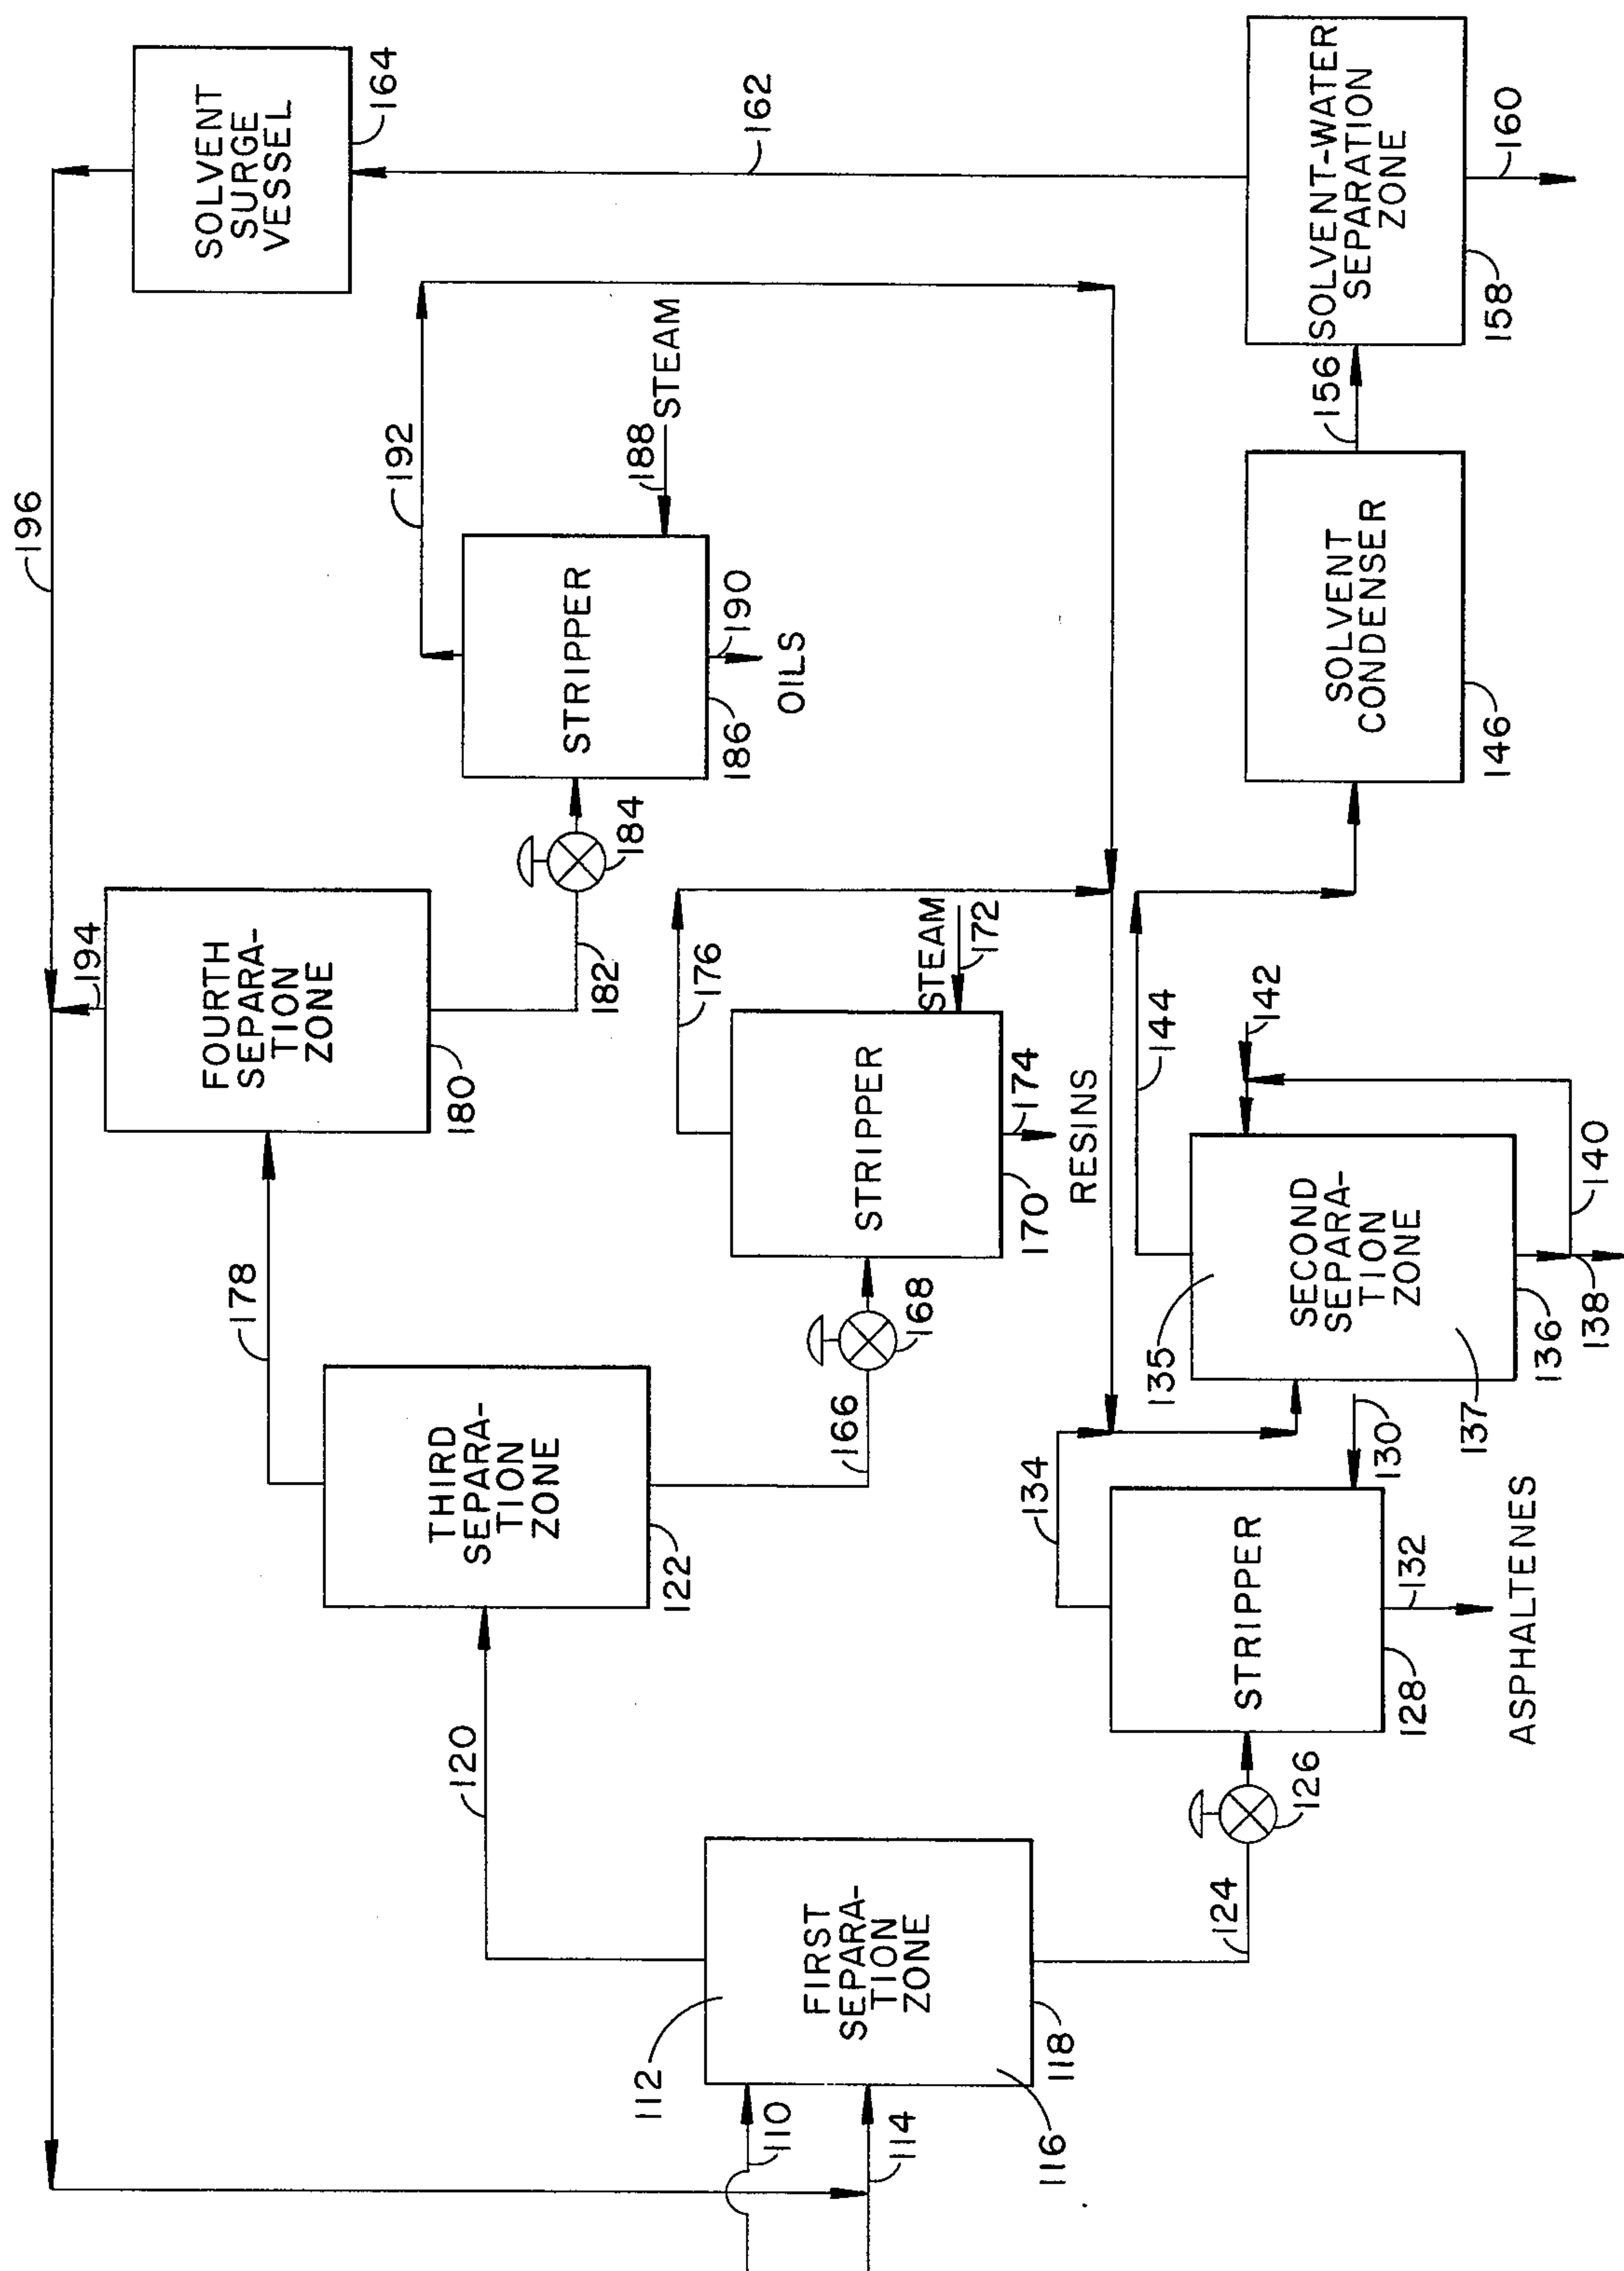 196
194
SOLVENT
SURGE
VESSEL
164
FOURTH
SEPARA-
TION
ZONE
180
178
THIRD
SEPARA-
TION
ZONE
122
120
192
STRIPPER
182
184
186
188
STEAM
190
OILS
162
112
110
114
FIRST
SEPARA-
TION
ZONE
116
118
166
168
176
STRIPPER
170
STEAM
172
174
RESINS
124
126
134
STRIPPER
128
130
132
ASPHALTENES
135
144
142
SECOND
SEPARA-
TION
ZONE
137
136
138
140
SOLVENT
CONDENSER
146
156
SOLVENT-WATER
SEPARATION
ZONE
158
160